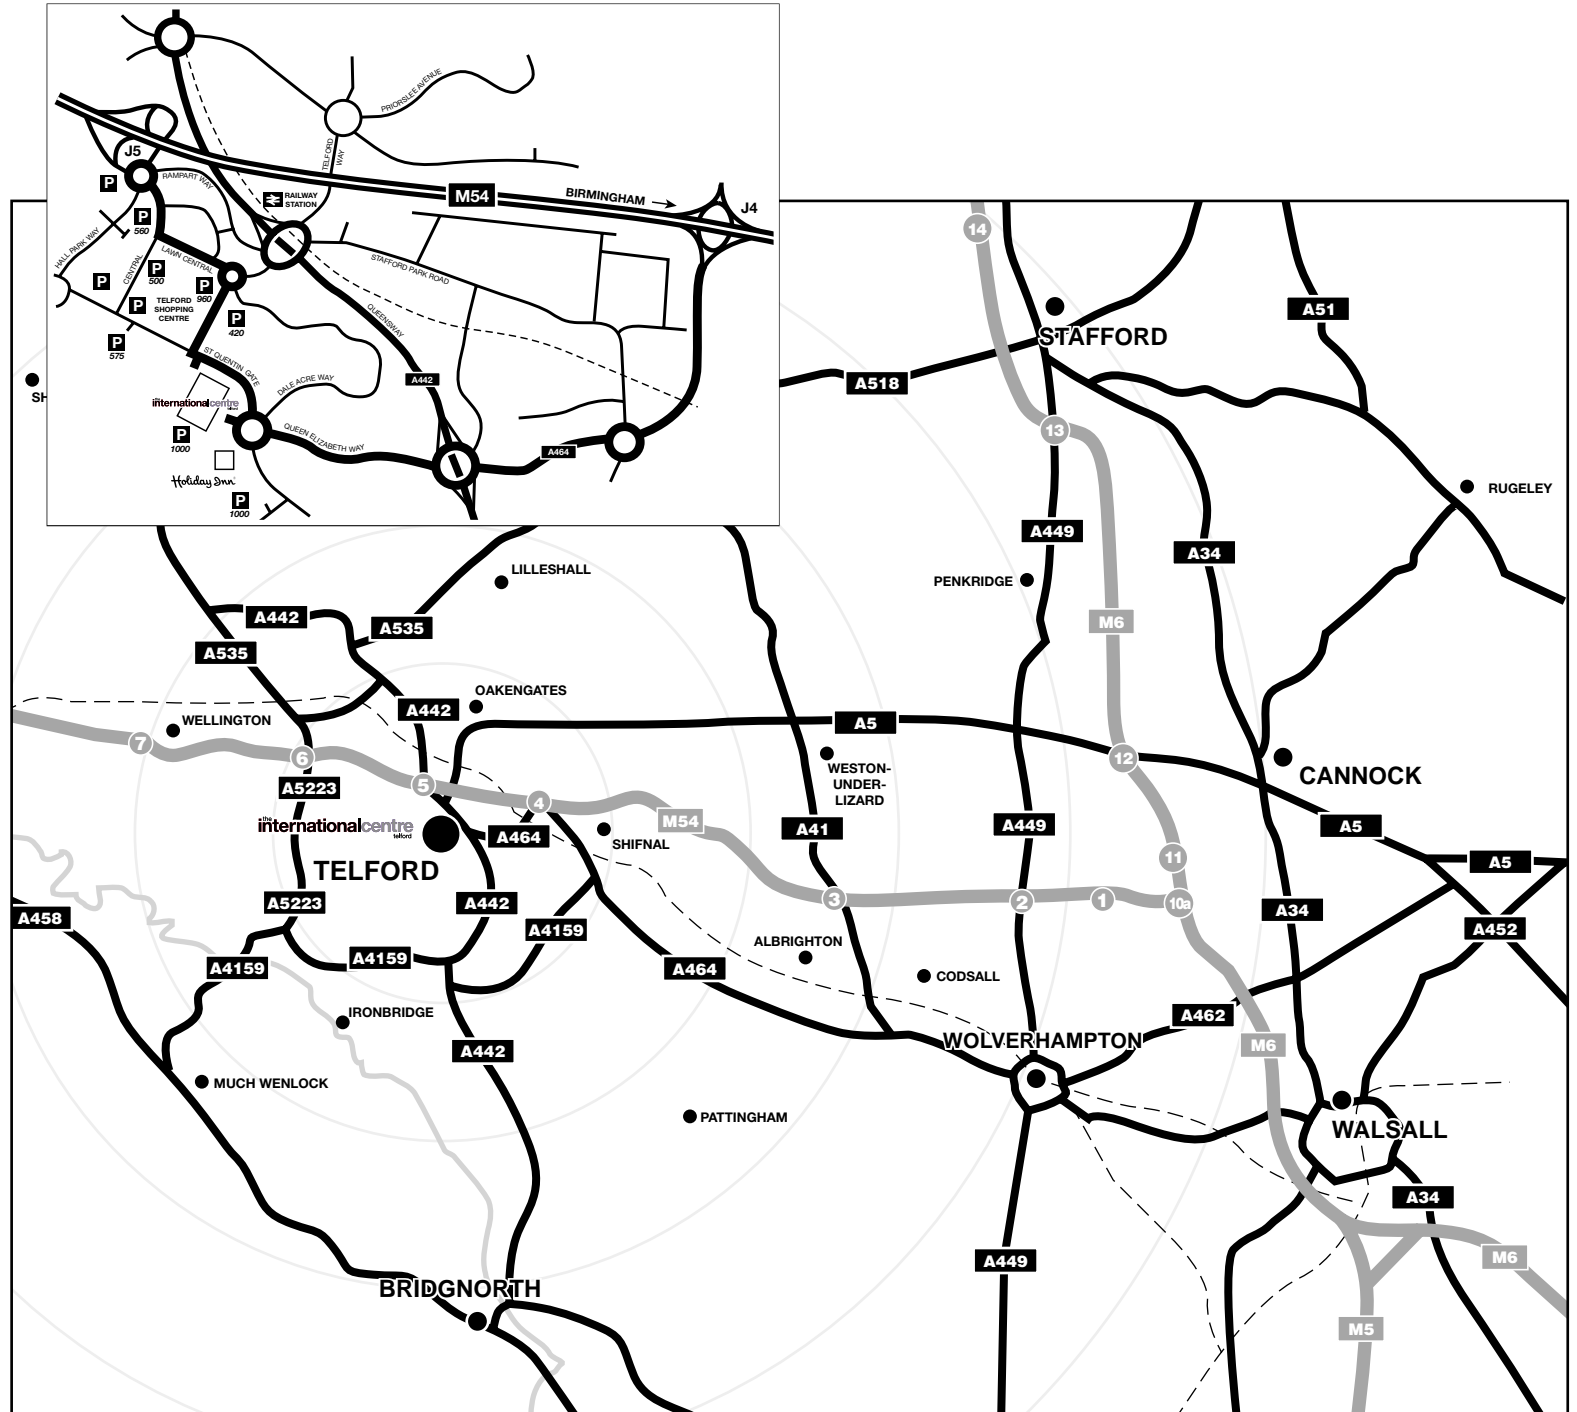 PRIORSLEE AVENUE
TELFORD
WAY
J5
RAMPART WAY
P
RAILWAY
STATION
M54
BIRMINGHAM
J4
P
560
HALL PARK WAY
CENTRAL
LAWN CENTRAL
P
500
P
P
960
P
TELFORD
SHOPPING
CENTRE
P
420
P
575
STAFFORD PARK ROAD
QUEENSWAY
ST QUENTIN GATE
DALE ACRE WAY
A442
the
internationalcentre
telford
QUEEN ELIZABETH WAY
P
1000
A464
Holiday Inn
P
1000
SH
14
A51
STAFFORD
A518
13
RUGELEY
A449
A34
LILLESHALL
PENKRIDGE
A442
A535
M6
A535
OAKENGATES
A442
WELLINGTON
A5
7
6
5
4
12
WESTON-
UNDER-
LIZARD
CANNOCK
A5223
M54
A41
A449
A5
the
internationalcentre
telford
A464
SHIFNAL
TELFORD
11
A5
3
2
1
10a
A5223
A442
A34
A458
A4159
A452
ALBRIGHTON
A4159
A4159
A464
CODSALL
IRONBRIDGE
A462
WOLVERHAMPTON
M6
A442
MUCH WENLOCK
PATTINGHAM
WALSALL
A34
A449
M6
BRIDGNORTH
M5